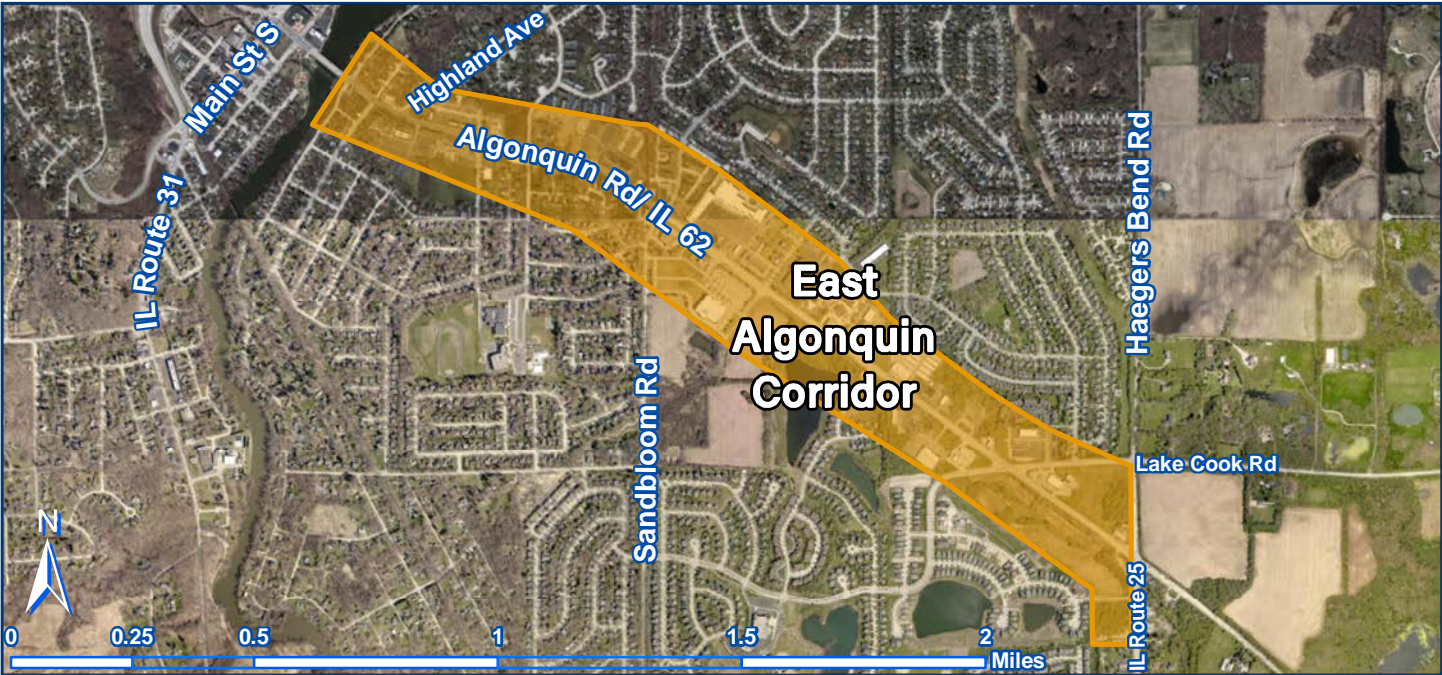 Main St S
Highland Ave
Algonquin Rd/ IL 62
IL Route 31
Haegers Bend Rd
East
Algonquin
Corridor
Sandbloom Rd
Lake Cook Rd
IL Route 25
N
0 0.25 0.5 1 1.5 2
Miles